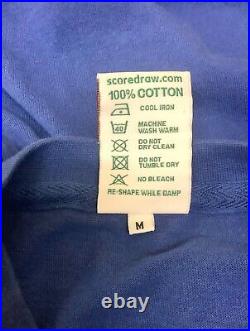 scoredraw.com
100% COTTON
COOL IRON
40
MACHINE
WASH WARM
DO NOT
DRY CLEAN
DO NOT
TUMBLE DRY
NO BLEACH
RE-SHAPE WHILE DAMP
M